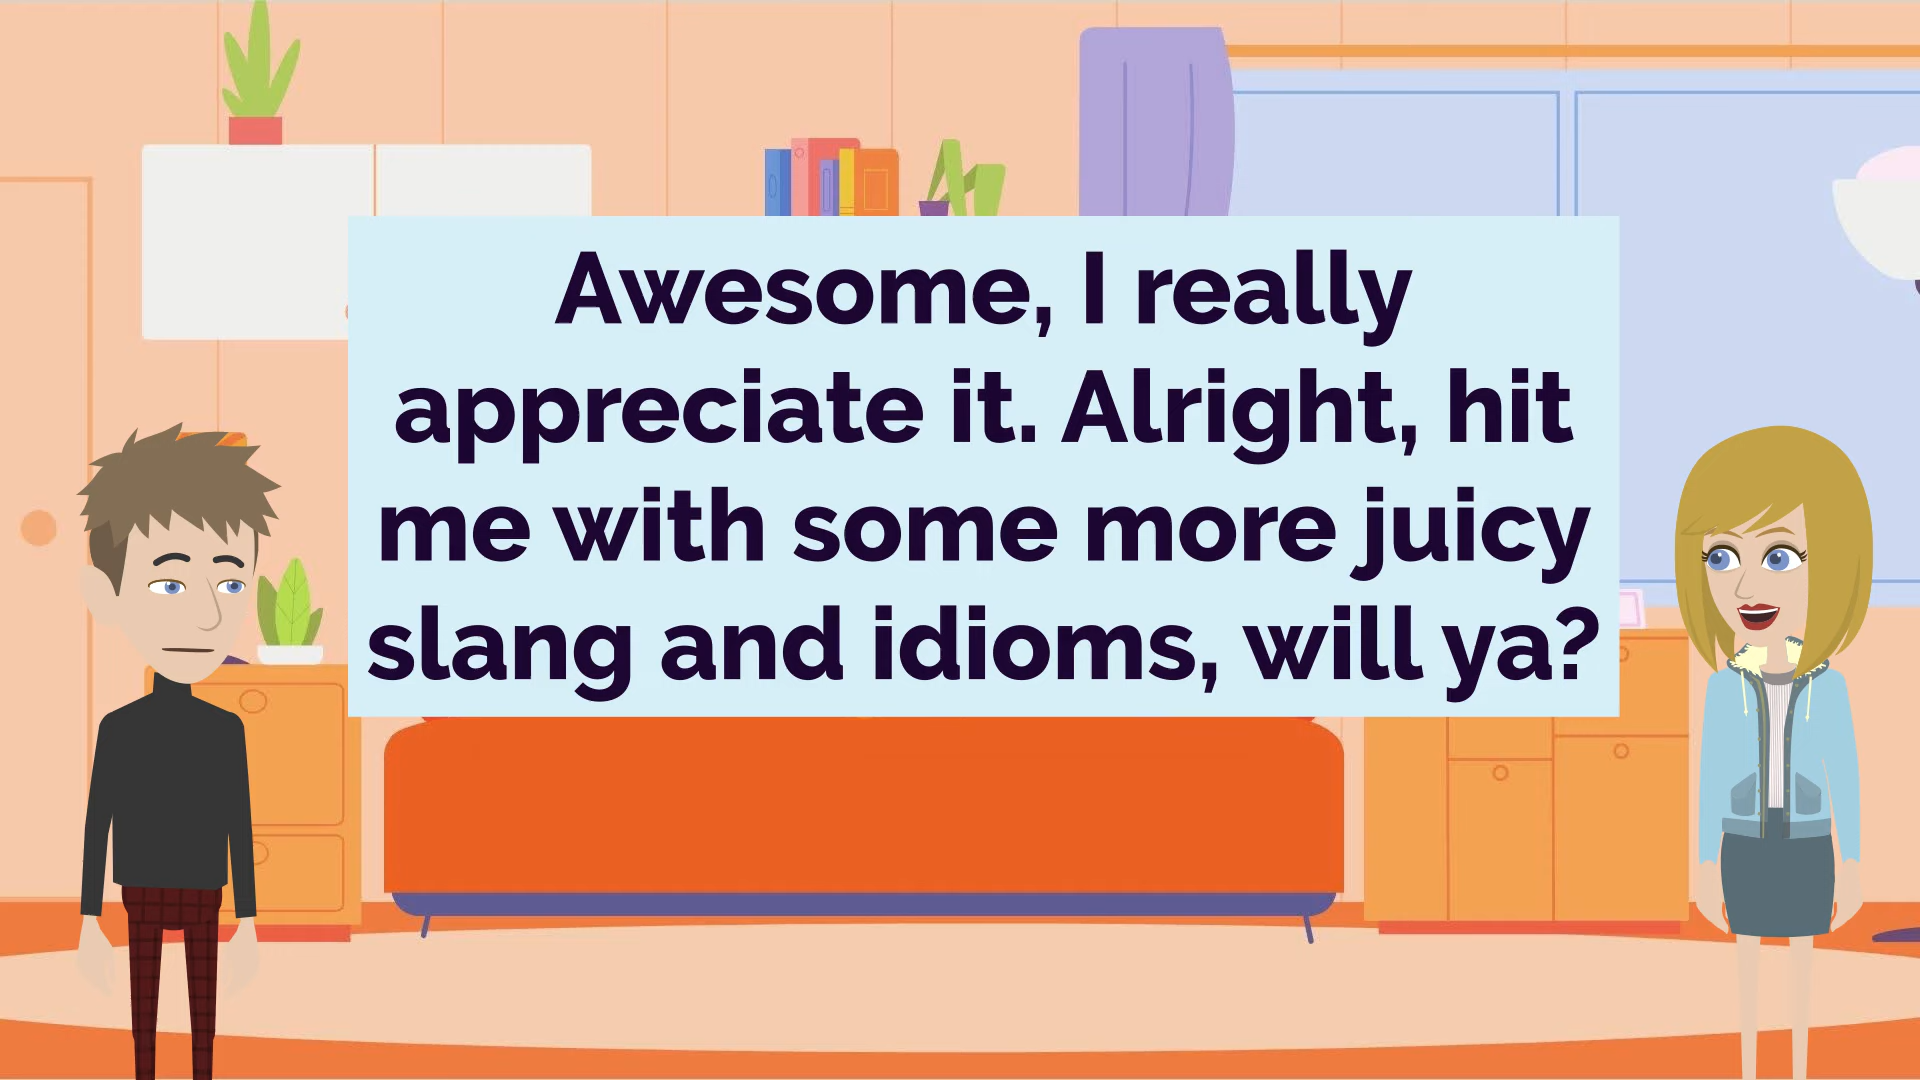 Awesome, I really
appreciate it. Alright, hit
me with some more juicy
slang and idioms, will ya?